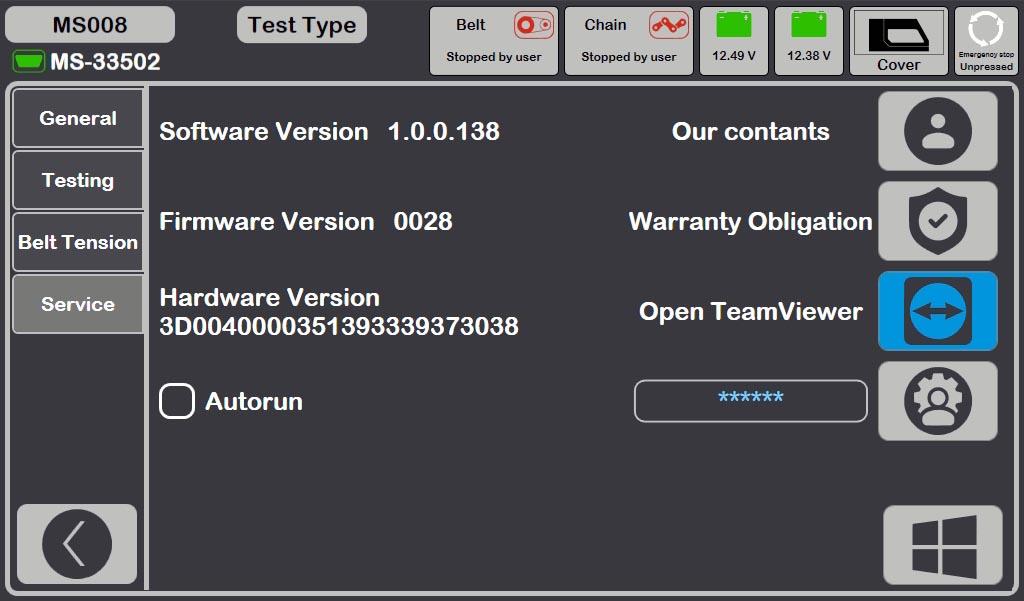 MS008
Test Type
Belt
Stopped by user
Chain
Stopped by user
12.49 V
12.38 V
Cover
Emergency stop
Unpressed
MS-33502
General
Testing
Belt Tension
Service
Software Version 1.0.0.138
Our contants
Firmware Version 0028
Warranty Obligation
Hardware Version
3D0040000351393339373038
Open TeamViewer
Autorun
******